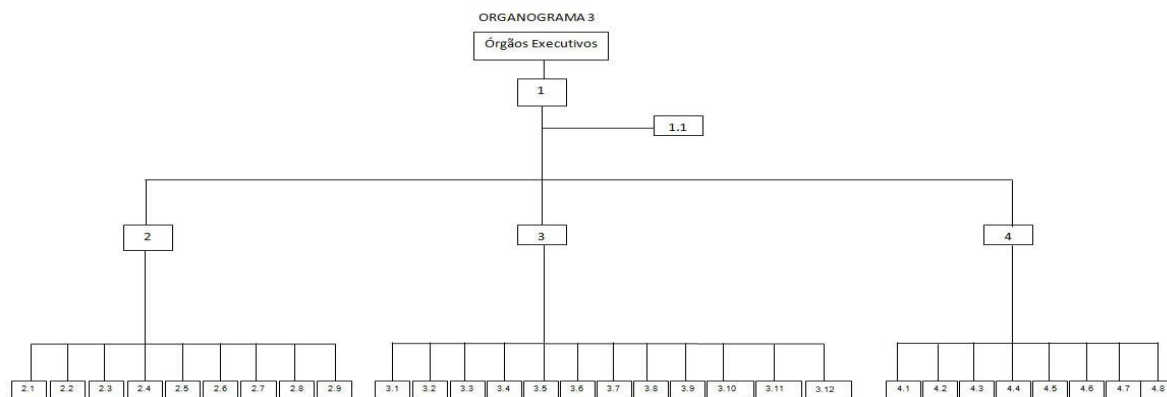 ORGANOGRAMA 3
Órgãos Executivos
1
1.1
2
3
4
2.1 2.2 2.3 2.4 2.5 2.6 2.7 2.8 2.9
3.1 3.2 3.3 3.4 3.5 3.6 3.7 3.8 3.9 3.10 3.11 3.12
4.1 4.2 4.3 4.4 4.5 4.6 4.7 4.8